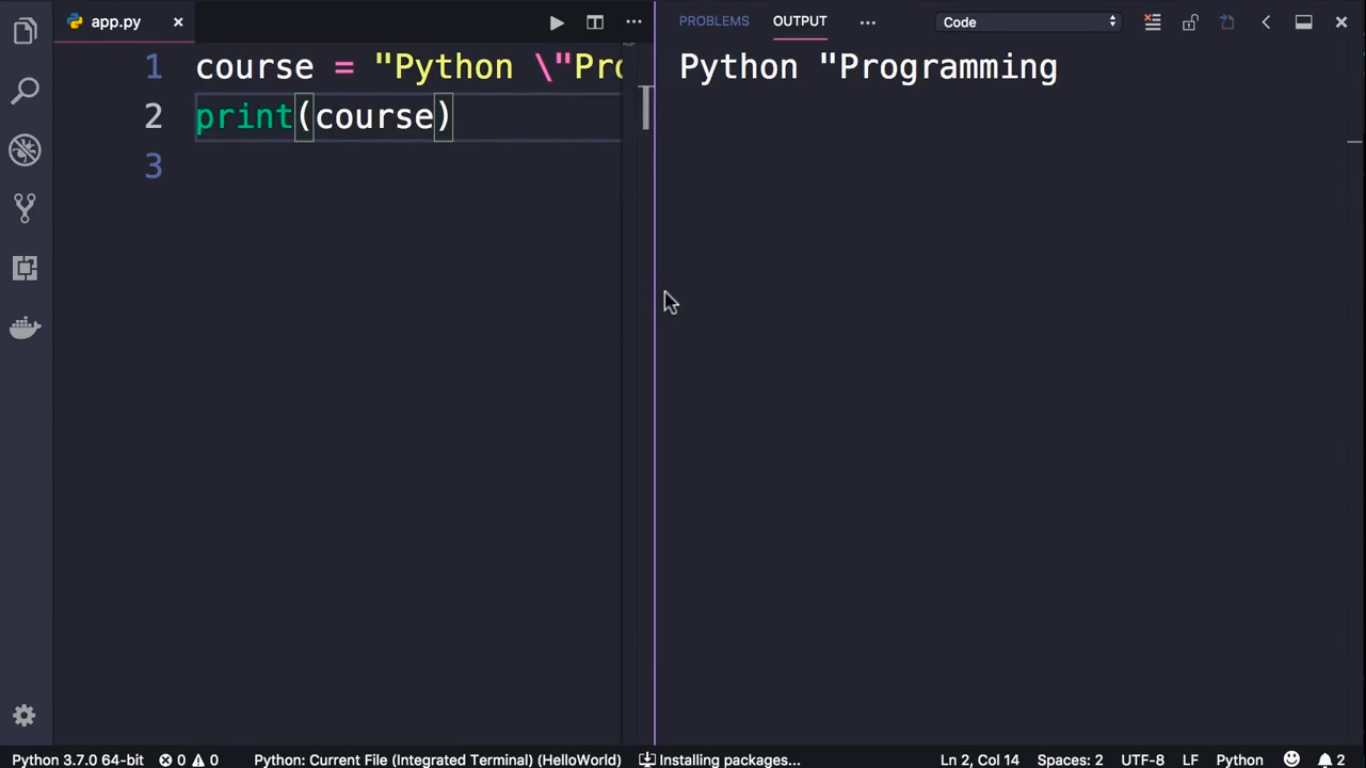 app.py
PROBLEMS OUTPUT
Code
1 course = "Python \"Pro
2 print(course)
3
Python "Programming
Python 3.7.0 64-bit 0 0 Python: Current File (Integrated Terminal) (HelloWorld) Installing packages... Ln 2, Col 14 Spaces: 2 UTF-8 LF Python 2